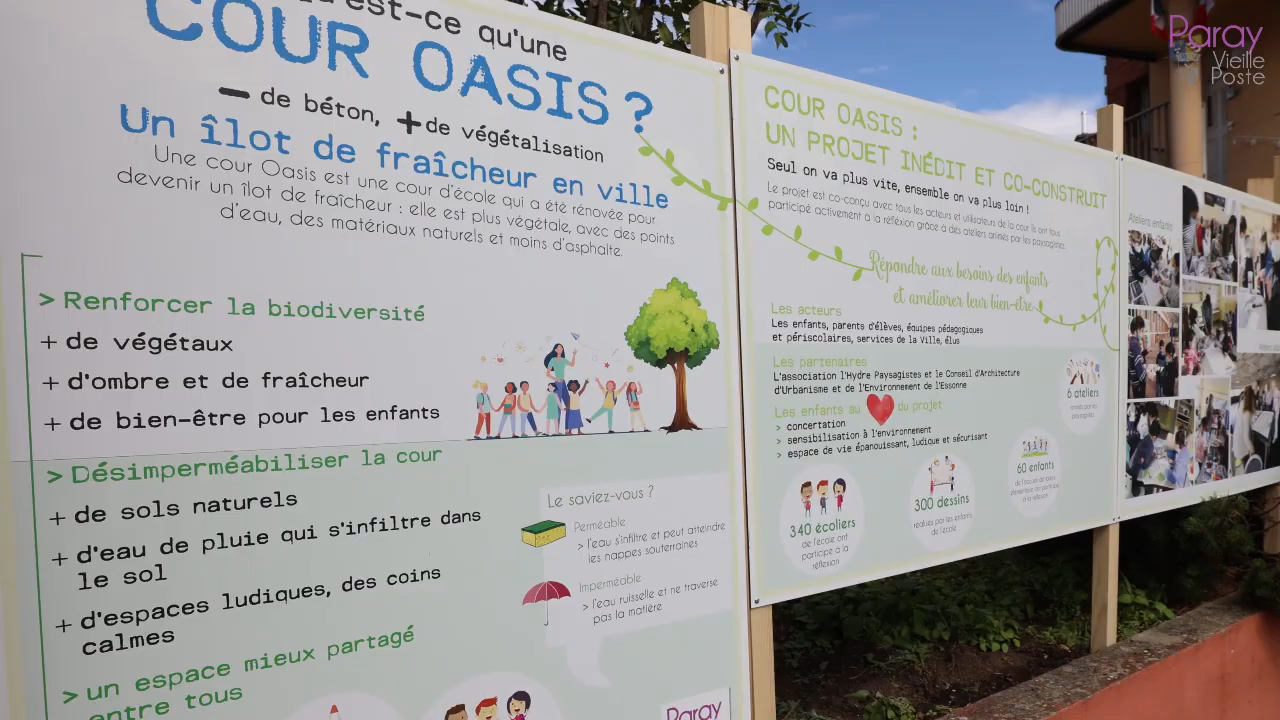 est-ce qu'une
COUR OASIS ?
- de béton, + de végétalisation
Un îlot de fraîcheur en ville
Une cour Oasis est une cour d'école qui a été rénovée pour
devenir un îlot de fraîcheur : elle est plus végétale, avec des points
d'eau, des matériaux naturels et moins d'asphalte.
> Renforcer la biodiversité
+ de végétaux
+ d'ombre et de fraîcheur
+ de bien-être pour les enfants
> Désimperméabiliser la cour
+ de sols naturels
+ d'eau de pluie qui s'infiltre dans
le sol
+ d'espaces ludiques, des coins
calmes
> un espace mieux partagé
entre tous
Le saviez-vous ?
Perméable
> l'eau s'infiltre et peut atteindre
les nappes souterraines
Imperméable
> l'eau ruisselle et ne traverse
pas la matière
Paray
COUR OASIS :
UN PROJET INÉDIT ET CO-CONSTRUIT
Seul on va plus vite, ensemble on va plus loin !
Le projet est co-conçu avec tous les acteurs et utilisateurs de la cour. Ils ont tous
participé activement à la réflexion grâce à des ateliers animés par les paysagistes.
Répondre aux besoins des enfants
et améliorer leur bien-être
Les acteurs
Les enfants, parents d'élèves, équipes pédagogiques
et périscolaires, services de la Ville, élus
Les partenaires
L'association l'Hydre Paysagistes et le Conseil d'Architecture
d'Urbanisme et de l'Environnement de l'Essonne
Les enfants au du projet
> concertation
> sensibilisation à l'environnement
> espace de vie épanouissant, ludique et sécurisant
340 écoliers
de l'école ont
participé à la
réflexion
300 dessins
réalisés par les enfants
de l'école
60 enfants
6 ateliers
animés par les
paysagistes
Ateliers enfants
Paray
Vieille
Poste